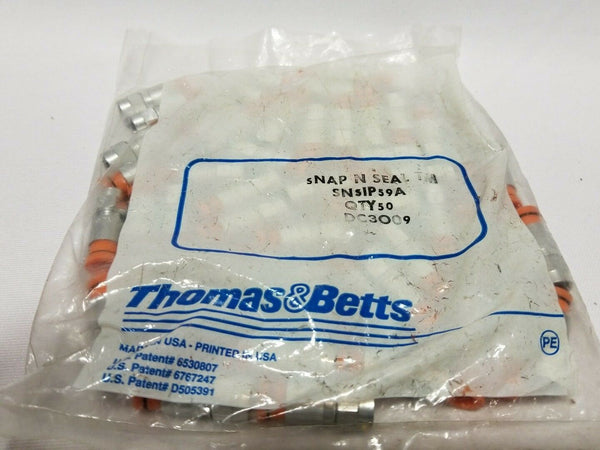 SNAP N SEAL TM
SNS1P59A
QTY50
DC3009
Thomas&Betts
MADE IN USA - PRINTED IN USA
U.S. Patent# 6530807
U.S. Patent# 6767247
U.S. Patent# D505391
PE